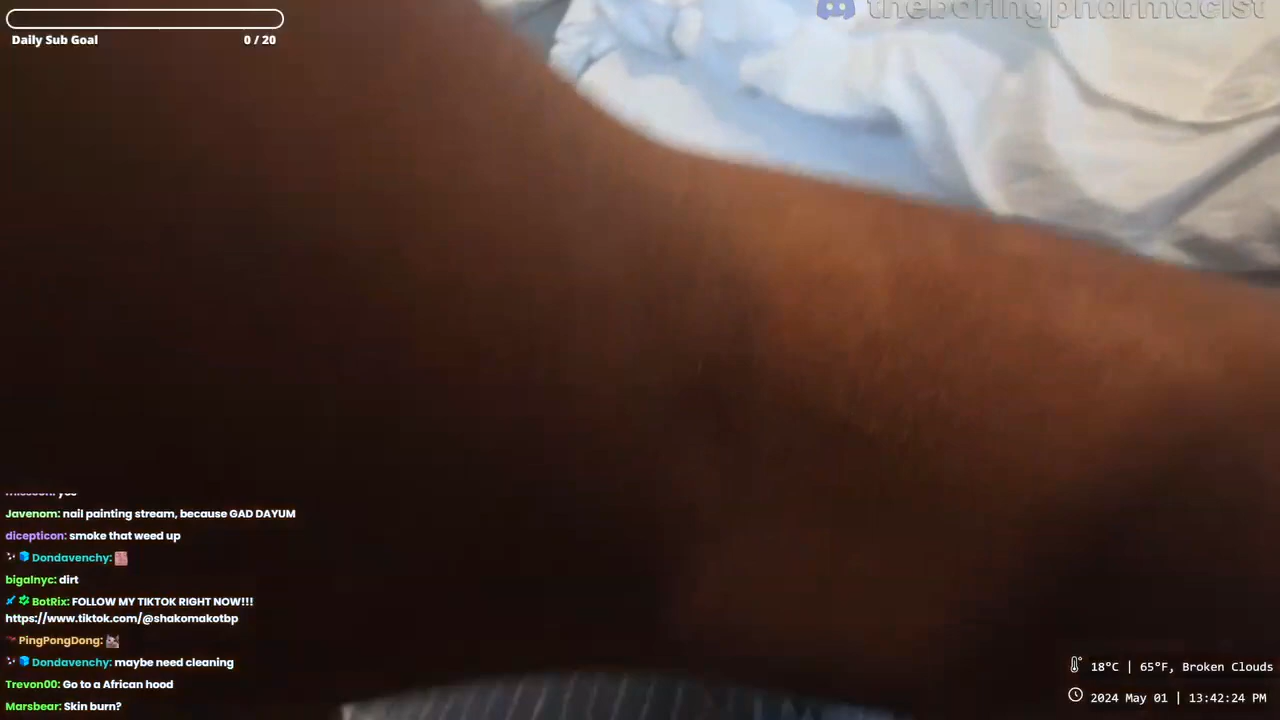 theboringpharmacist
Daily Sub Goal 0 / 20
Javenom: nail painting stream, because GAD DAYUM
dicepticon: smoke that weed up
Dondavenchy:
bigalnyc: dirt
BotRix: FOLLOW MY TIKTOK RIGHT NOW!!!
https://www.tiktok.com/@shakomakotbp
PingPongDong:
Dondavenchy: maybe need cleaning
Trevon00: Go to a African hood
Marsbear: Skin burn?
18°C | 65°F, Broken Clouds
2024 May 01 | 13:42:24 PM